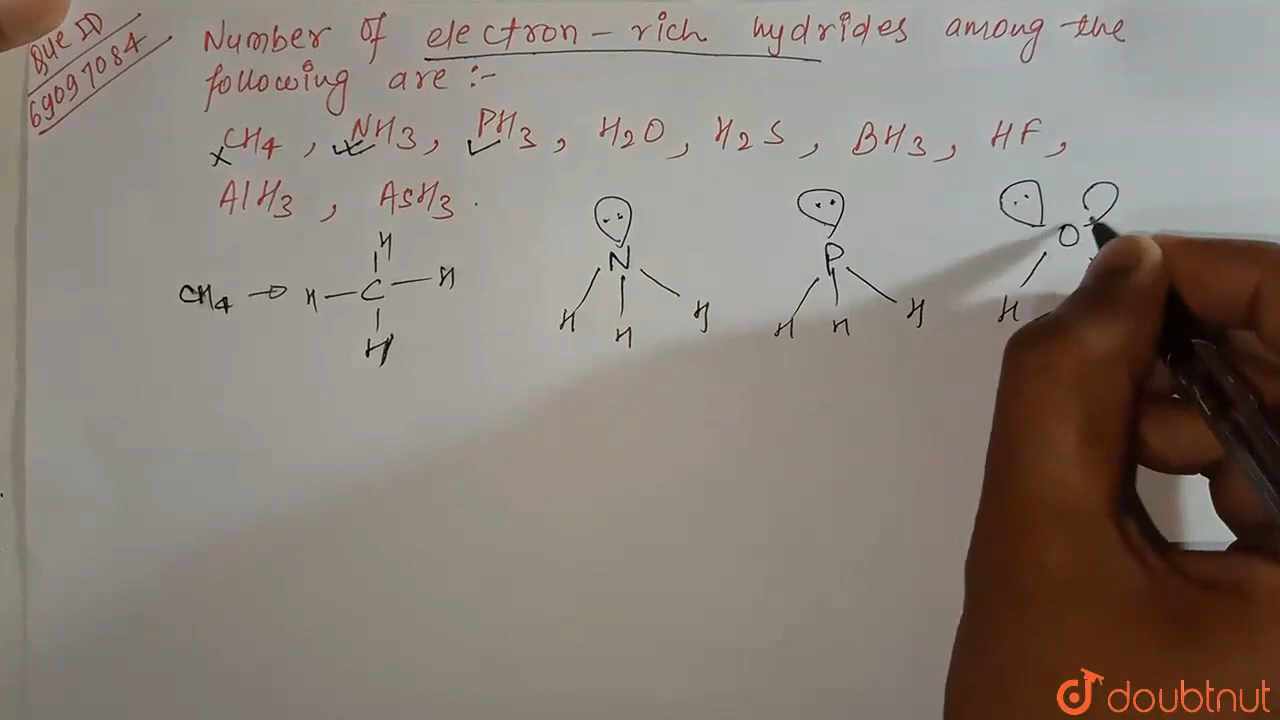 Que ID
69097084
Number of electron-rich hydrides among the
following are :-
CH4 , NH3, PH3 , H2O , H2S , BH3 , HF ,
AlH3 , AsH3 .
CH4 → H — C — H
H
H
N
H
H
H
P
H
H
H
O
H
doubtnut